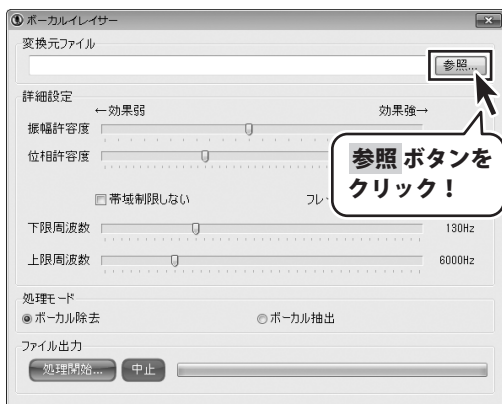 ボーカルイレイサー
変換元ファイル
参照...
詳細設定
←効果弱 効果強→
振幅許容度
位相許容度
参照 ボタンを
クリック！
帯域制限しない フレ
下限周波数 130Hz
上限周波数 6000Hz
処理モード
ボーカル除去 ボーカル抽出
ファイル出力
処理開始... 中止